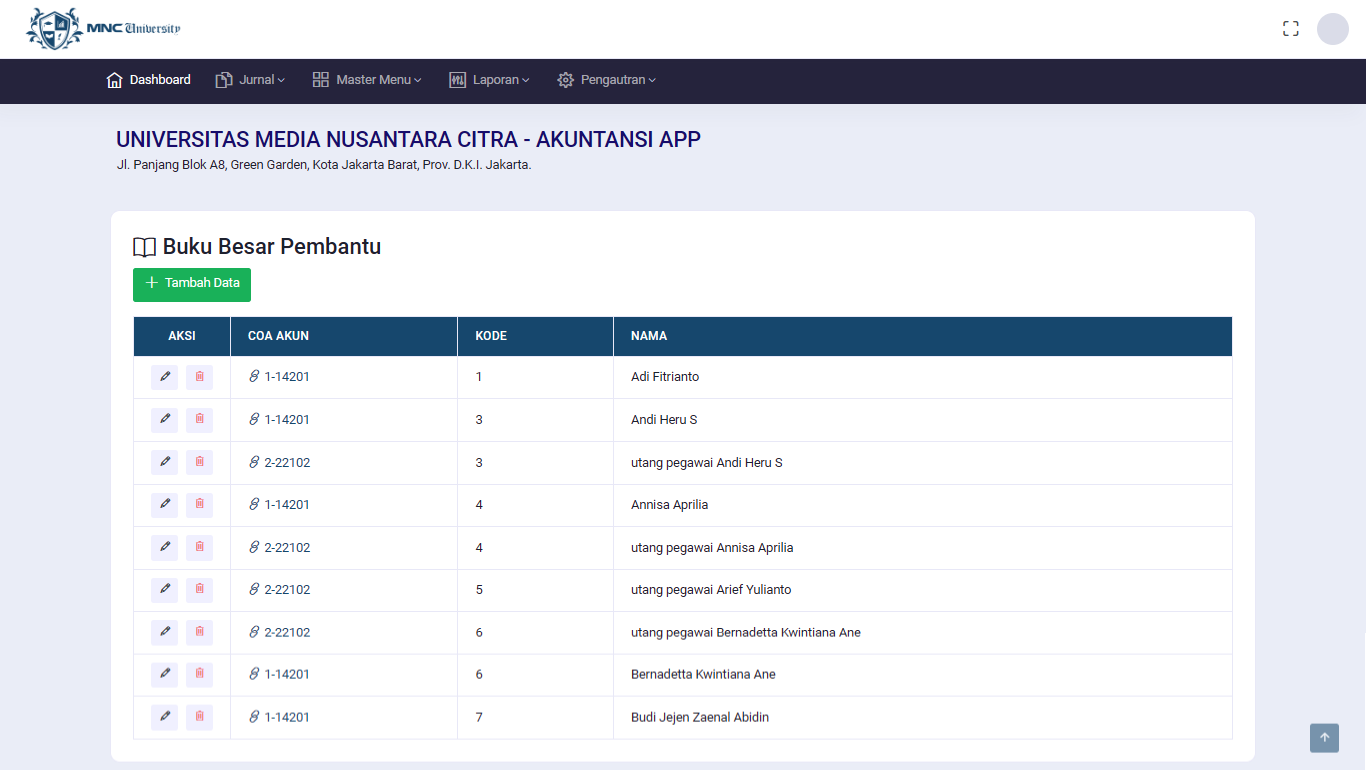 MNC University
Dashboard Jurnal Master Menu Laporan Pengautran
UNIVERSITAS MEDIA NUSANTARA CITRA - AKUNTANSI APP
Jl. Panjang Blok A8, Green Garden, Kota Jakarta Barat, Prov. D.K.I. Jakarta.
Buku Besar Pembantu
Tambah Data
AKSI COA AKUN KODE NAMA
1-14201 1 Adi Fitrianto
1-14201 3 Andi Heru S
2-22102 3 utang pegawai Andi Heru S
1-14201 4 Annisa Aprilia
2-22102 4 utang pegawai Annisa Aprilia
2-22102 5 utang pegawai Arief Yulianto
2-22102 6 utang pegawai Bernadetta Kwintiana Ane
1-14201 6 Bernadetta Kwintiana Ane
1-14201 7 Budi Jejen Zaenal Abidin